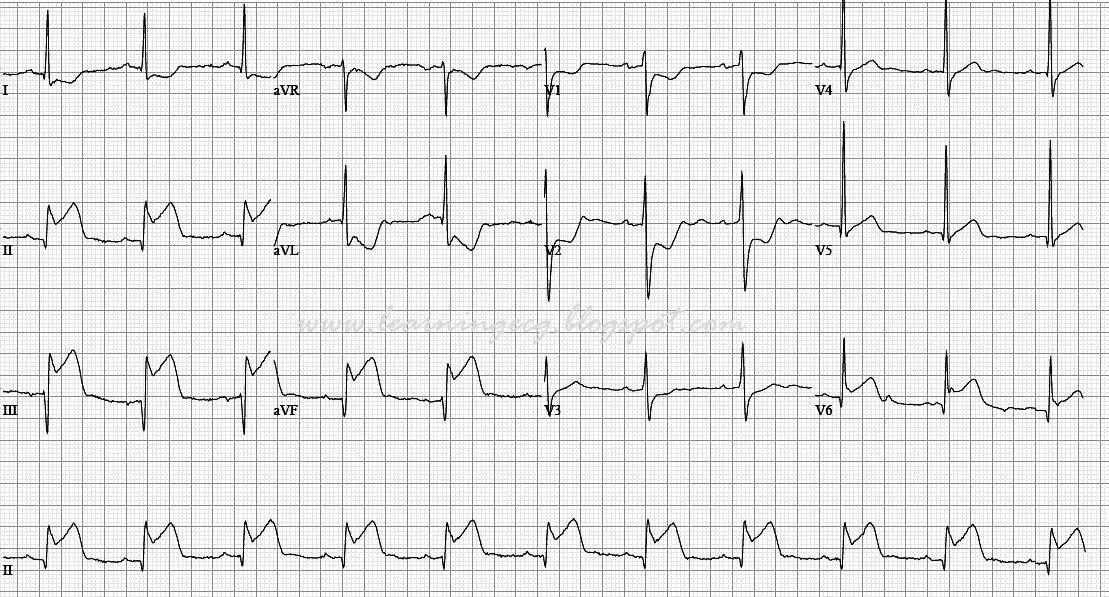 I aVR V1 V4
II aVL V2 V5
www.learningecg.blogspot.com
III aVF V3 V6
II